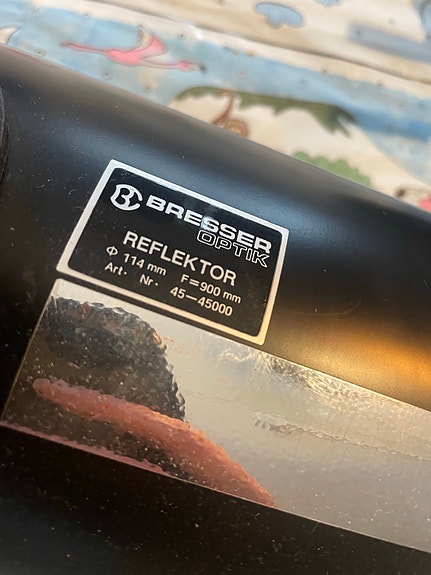 BRESSER
OPTIK
REFLEKTOR
Φ 114 mm F=900 mm
Art. Nr. 45-45000